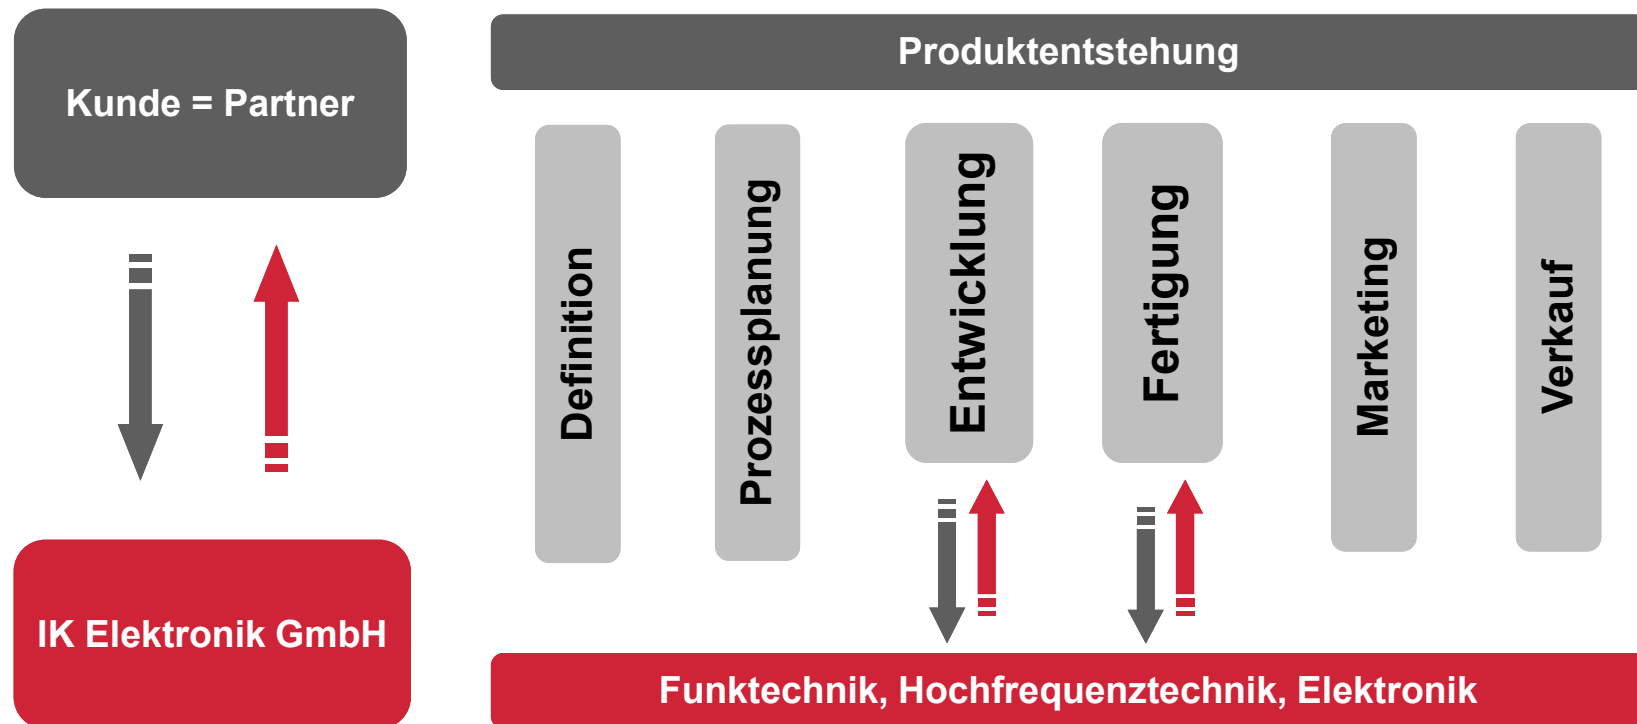 Kunde = Partner
IK Elektronik GmbH
Produktentstehung
Definition
Prozessplanung
Entwicklung
Fertigung
Marketing
Verkauf
Funktechnik, Hochfrequenztechnik, Elektronik